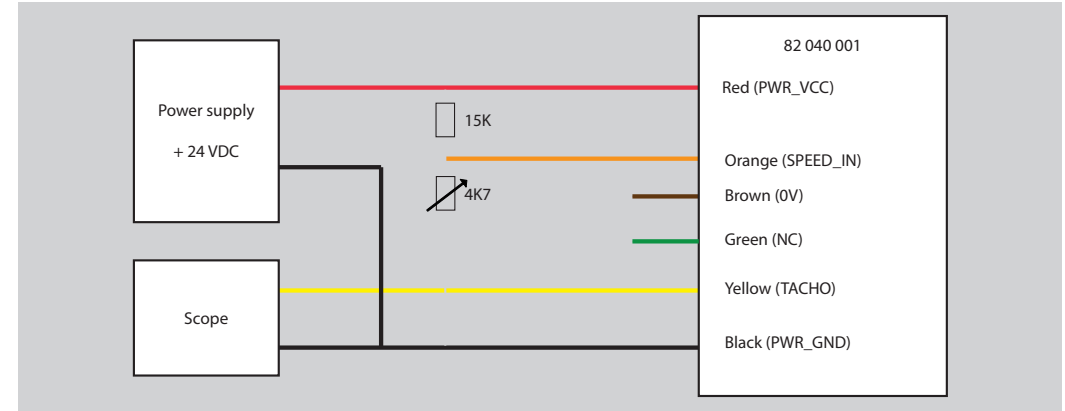 82 040 001
Red (PWR_VCC)
Power supply
+ 24 VDC
15K
Orange (SPEED_IN)
4K7
Brown (0V)
Green (NC)
Yellow (TACHO)
Scope
Black (PWR_GND)